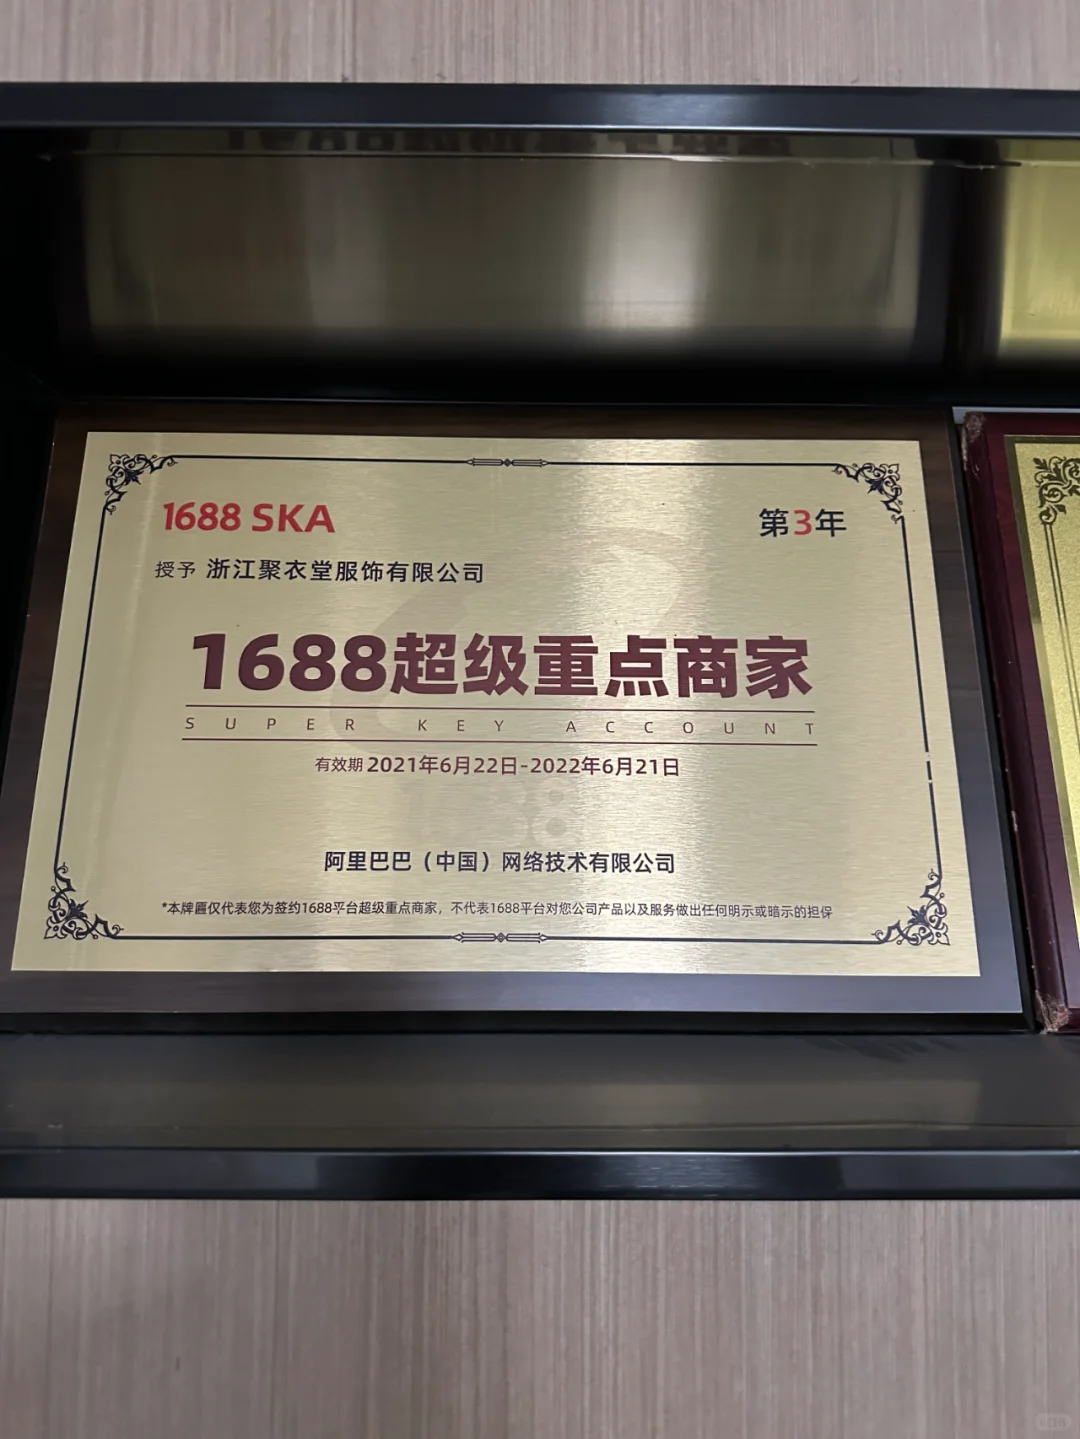 1688 SKA
第3年
授予 浙江聚衣堂服饰有限公司
1688超级重点商家
SUPER KEY ACCOUNT
有效期 2021年6月22日-2022年6月21日
阿里巴巴（中国）网络技术有限公司
*本牌匾仅代表您为签约1688平台超级重点商家，不代表1688平台对您公司产品以及服务做出任何明示或暗示的担保